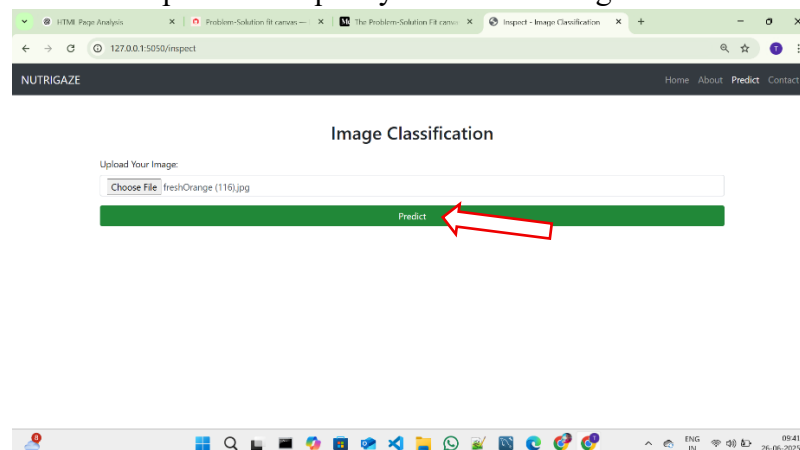 HTML Page Analysis
Problem-Solution fit canvas —
The Problem-Solution Fit canvas
Inspect - Image Classification
127.0.0.1:5050/inspect
NUTRIGAZE
Home About Predict Contact
Image Classification
Upload Your Image:
Choose File freshOrange (116).jpg
Predict
ENG
IN
09:41
26-06-2025